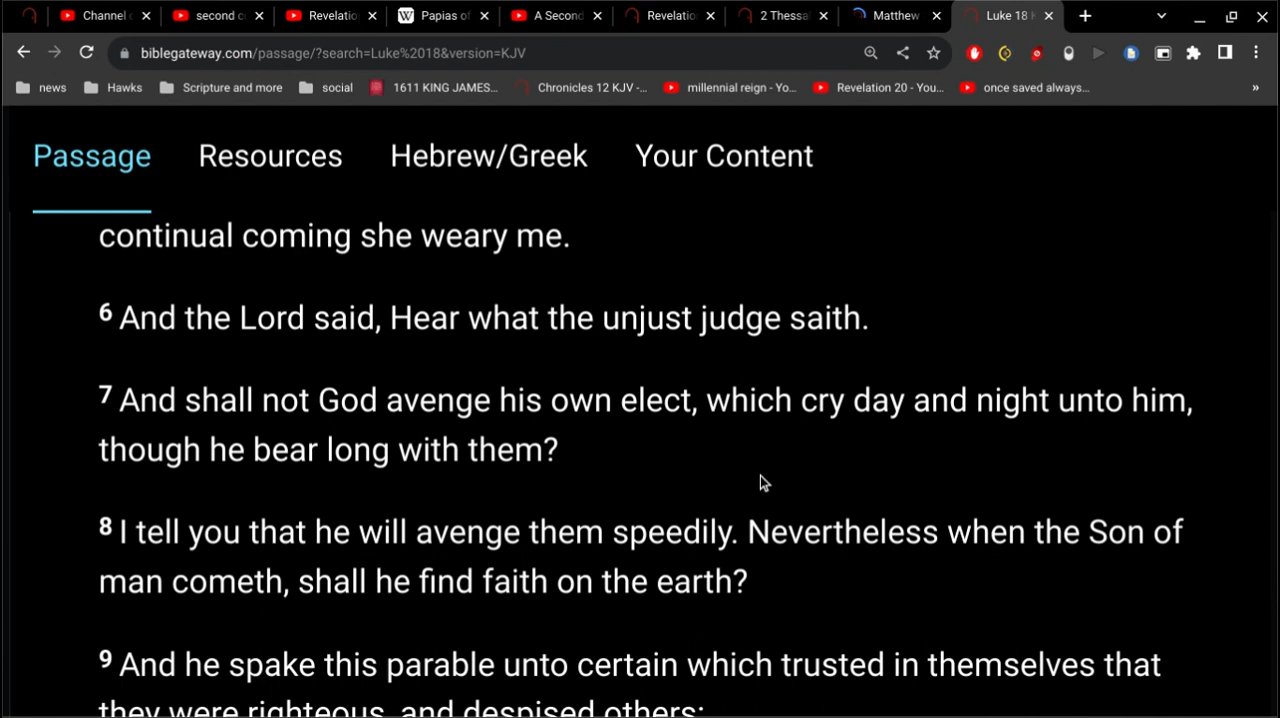 Channel
second c
Revelatio
Papias of
A Second
Revelatio
2 Thessa
Matthew
Luke 18
biblegateway.com/passage/?search=Luke%2018&version=KJV
news
Hawks
Scripture and more
social
1611 KING JAMES...
Chronicles 12 KJV -...
millennial reign - Yo...
Revelation 20 - You...
once saved always...
»
Passage
Resources
Hebrew/Greek
Your Content
continual coming she weary me.
6 And the Lord said, Hear what the unjust judge saith.
7 And shall not God avenge his own elect, which cry day and night unto him,
though he bear long with them?
8 I tell you that he will avenge them speedily. Nevertheless when the Son of
man cometh, shall he find faith on the earth?
9 And he spake this parable unto certain which trusted in themselves that
they were righteous, and despised others: